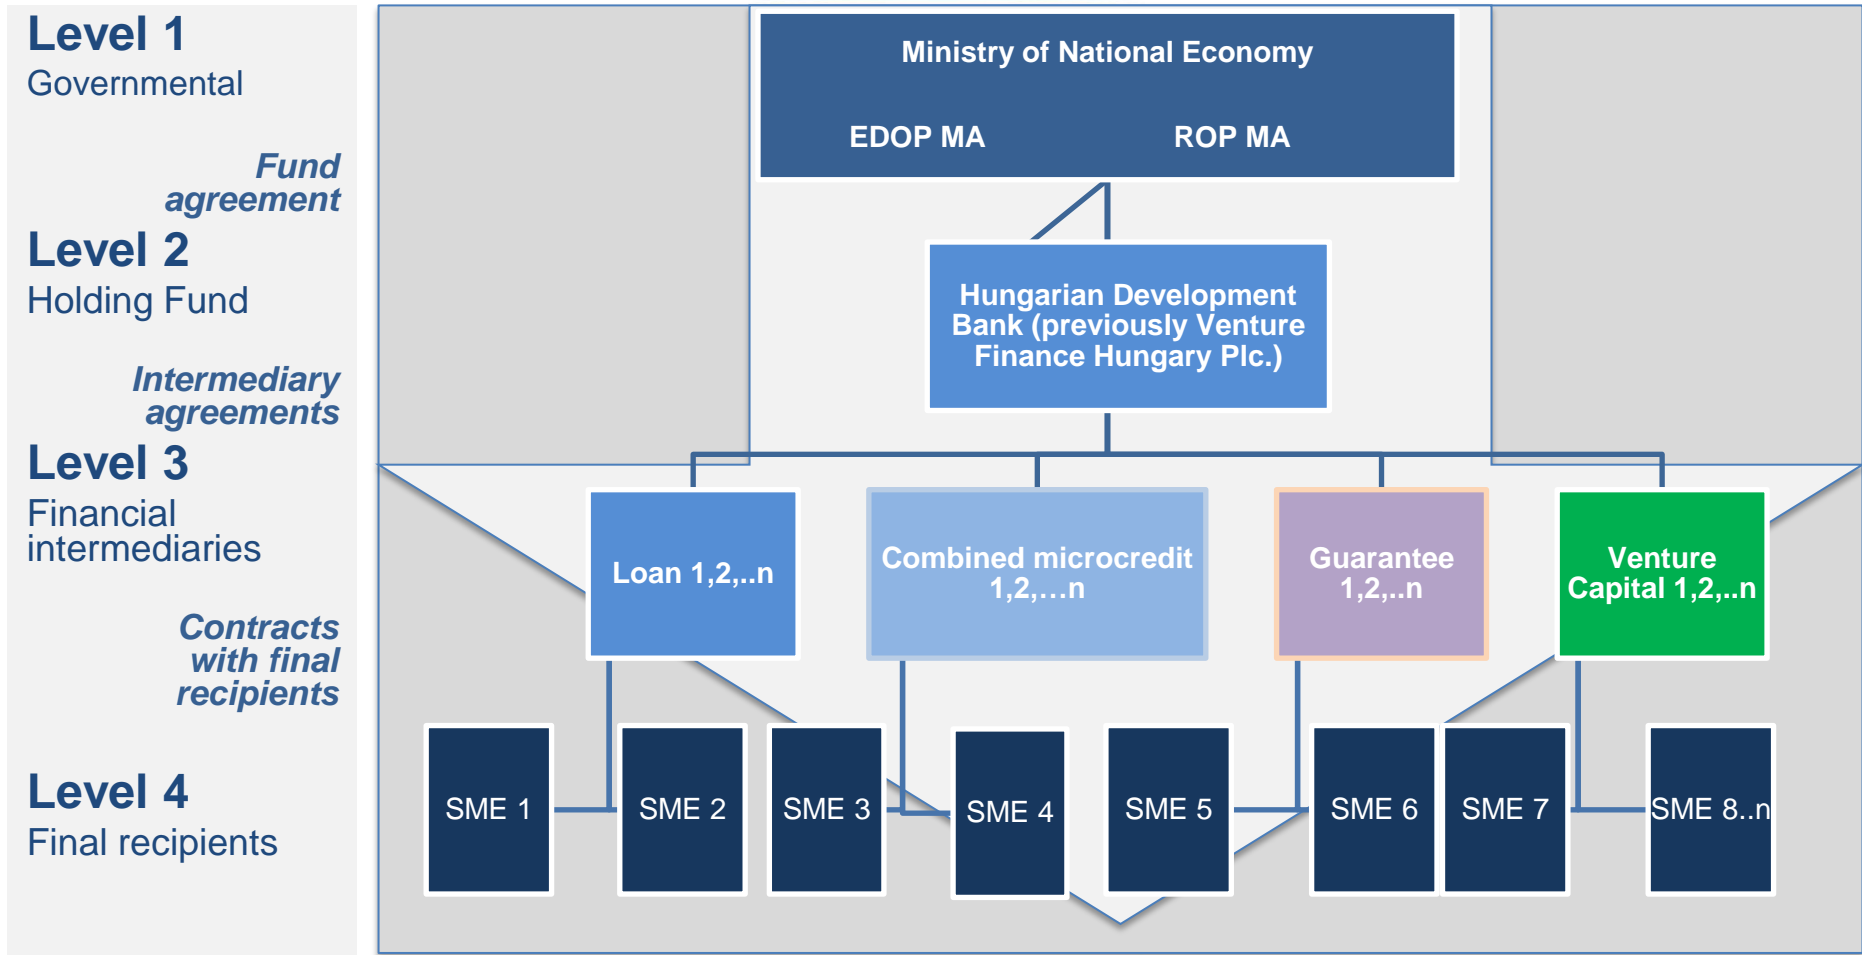 Level 1
Governmental
Fund
agreement
Level 2
Holding Fund
Intermediary
agreements
Level 3
Financial
intermediaries
Contracts
with final
recipients
Level 4
Final recipients
Ministry of National Economy
EDOP MA ROP MA
Hungarian Development
Bank (previously Venture
Finance Hungary Plc.)
Loan 1,2,..n
Combined microcredit
1,2,…n
Guarantee
1,2,..n
Venture
Capital 1,2,..n
SME 1
SME 2
SME 3
SME 4
SME 5
SME 6
SME 7
SME 8..n